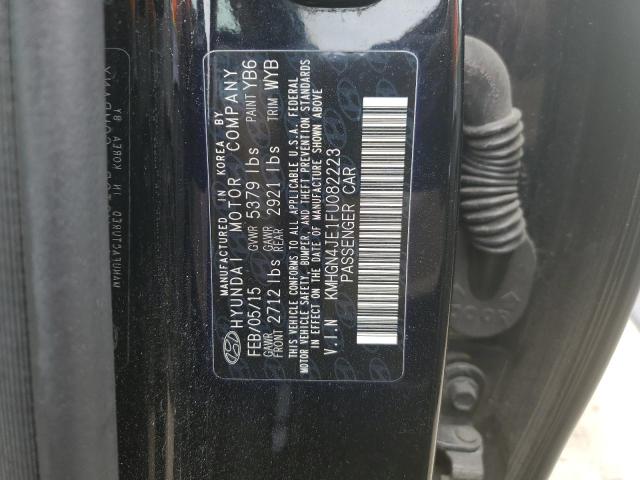 MANUFACTURED IN KOREA BY
HYUNDAI MOTOR COMPANY
FEB/05/15 GVWR 5379 lbs PAINT YB6
GAWR FRONT 2712 lbs GAWR REAR 2921 lbs TRIM WYB
THIS VEHICLE CONFORMS TO ALL APPLICABLE U.S.A. FEDERAL
MOTOR VEHICLE SAFETY, BUMPER, AND THEFT PREVENTION STANDARDS
IN EFFECT ON THE DATE OF MANUFACTURE SHOWN ABOVE
V.I.N KMHGN4JE1FU082223
PASSENGER CAR